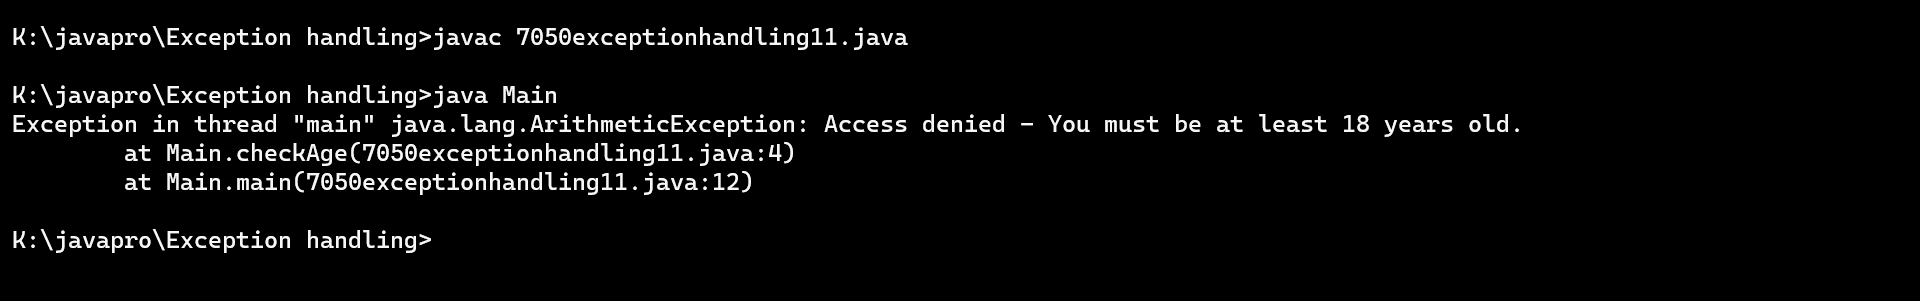 K:\javapro\Exception handling>javac 7050exceptionhandling11.java
K:\javapro\Exception handling>java Main
Exception in thread "main" java.lang.ArithmeticException: Access denied - You must be at least 18 years old.
        at Main.checkAge(7050exceptionhandling11.java:4)
        at Main.main(7050exceptionhandling11.java:12)
K:\javapro\Exception handling>